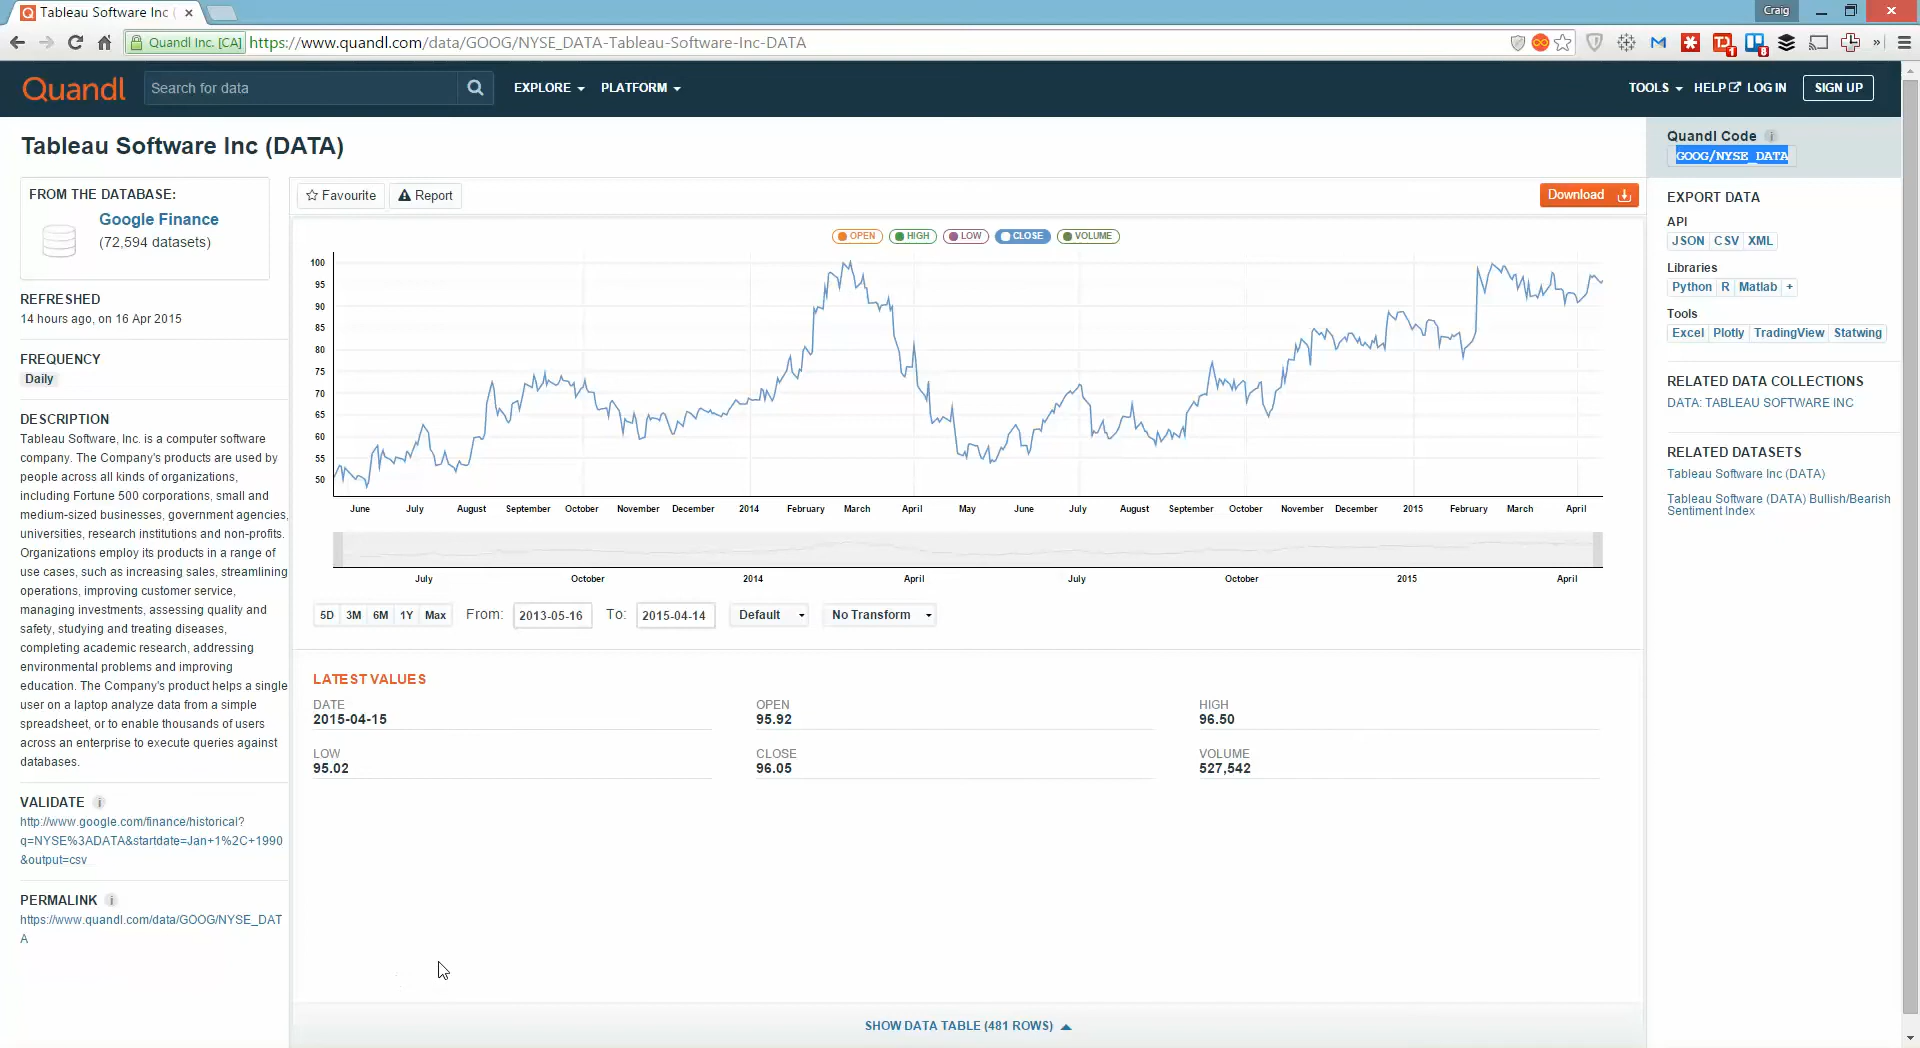 Tableau Software Inc (
Craig
Quandl Inc. [CA] https://www.quandl.com/data/GOOG/NYSE_DATA-Tableau-Software-Inc-DATA
1
8
Quandl
Search for data
EXPLORE
PLATFORM
TOOLS
HELP
LOG IN
SIGN UP
Tableau Software Inc (DATA)
FROM THE DATABASE:
Google Finance
(72,594 datasets)
REFRESHED
14 hours ago, on 16 Apr 2015
FREQUENCY
Daily
DESCRIPTION
Tableau Software, Inc. is a computer software
company. The Company's products are used by
people across all kinds of organizations,
including Fortune 500 corporations, small and
medium-sized businesses, government agencies,
universities, research institutions and non-profits.
Organizations employ its products in a range of
use cases, such as increasing sales, streamlining
operations, improving customer service,
managing investments, assessing quality and
safety, studying and treating diseases,
completing academic research, addressing
environmental problems and improving
education. The Company's product helps a single
user on a laptop analyze data from a simple
spreadsheet, or to enable thousands of users
across an enterprise to execute queries against
databases.
VALIDATE i
http://www.google.com/finance/historical?
q=NYSE%3ADATA&startdate=Jan+1%2C+1990
&output=csv
PERMALINK i
https://www.quandl.com/data/GOOG/NYSE_DAT
A
Favourite
Report
Download
OPEN HIGH LOW CLOSE VOLUME
100
95
90
85
80
75
70
65
60
55
50
June July August September October November December 2014 February March April May June July August September October November December 2015 February March April
July October 2014 April July October 2015 April
5D 3M 6M 1Y Max From: 2013-05-16 To: 2015-04-14 Default No Transform
LATEST VALUES
DATE
2015-04-15
OPEN
95.92
HIGH
96.50
LOW
95.02
CLOSE
96.05
VOLUME
527,542
SHOW DATA TABLE (481 ROWS)
Quandl Code i
GOOG/NYSE_DATA
EXPORT DATA
API
JSON CSV XML
Libraries
Python R Matlab +
Tools
Excel Plotly TradingView Statwing
RELATED DATA COLLECTIONS
DATA: TABLEAU SOFTWARE INC
RELATED DATASETS
Tableau Software Inc (DATA)
Tableau Software (DATA) Bullish/Bearish
Sentiment Index